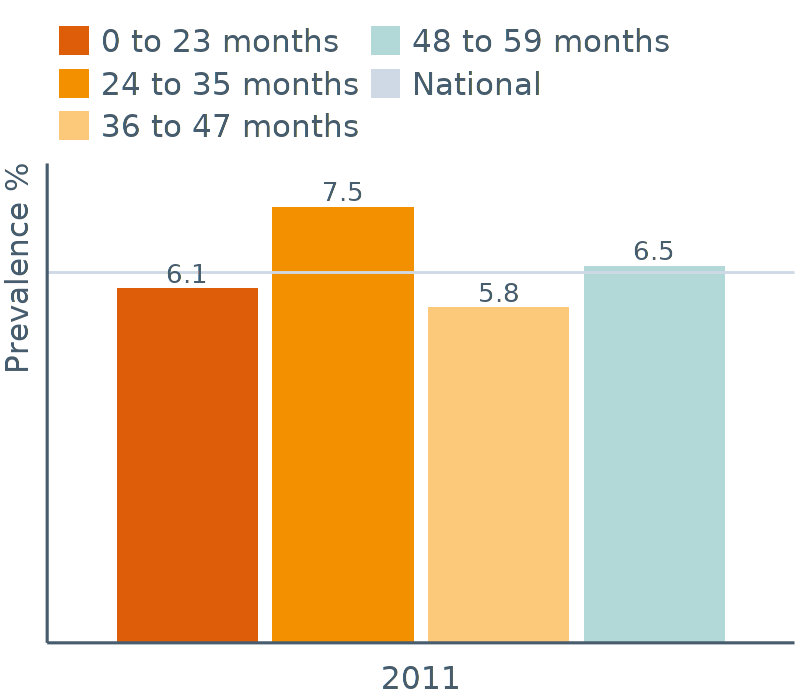 0 to 23 months
24 to 35 months
36 to 47 months
48 to 59 months
National
Prevalence %
6.1
7.5
5.8
6.5
2011